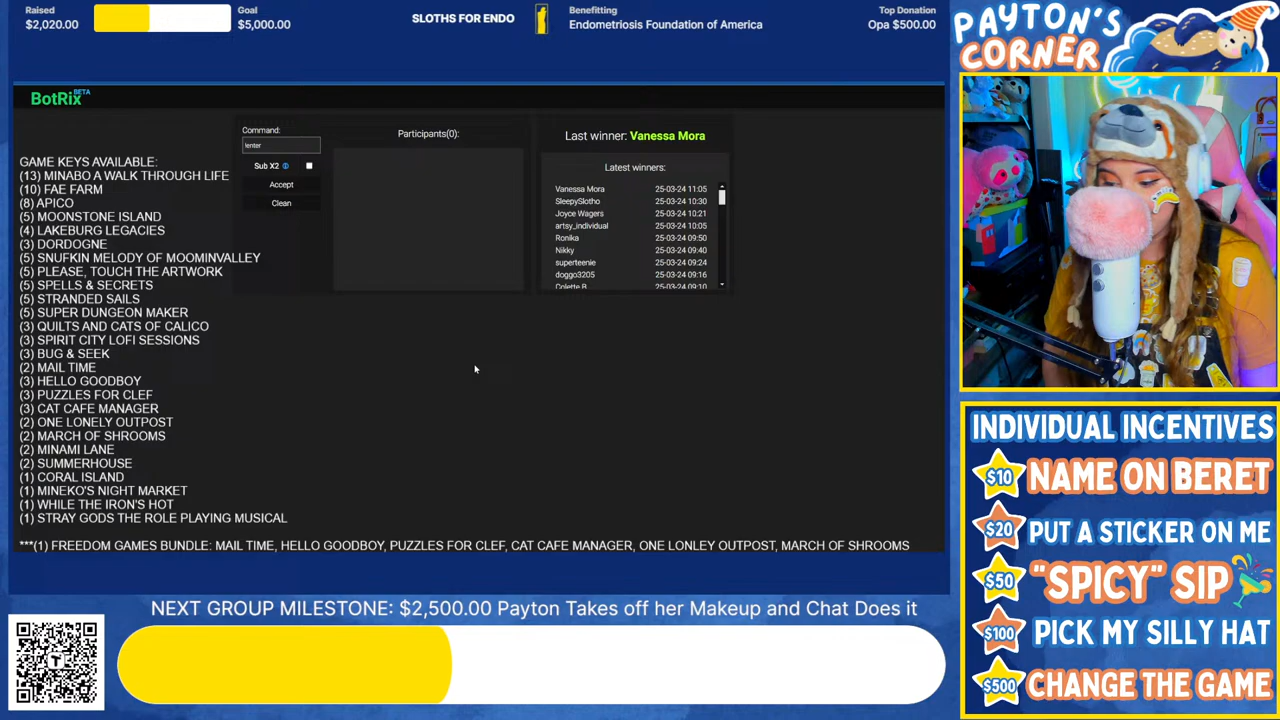 Raised
$2,020.00
Goal
$5,000.00
SLOTHS FOR ENDO
Benefitting
Endometriosis Foundation of America
Top Donation
Opa $500.00
PAYTON'S
CORNER
BotRix BETA
Command:
!enter
Sub X2
Accept
Clean
Participants(0):
Last winner: Vanessa Mora
Latest winners:
Vanessa Mora 25-03-24 11:05
SleepySlotho 25-03-24 10:30
Joyce Wagers 25-03-24 10:21
artsy_individual 25-03-24 10:05
Ronika 25-03-24 09:50
Nikky 25-03-24 09:40
superteenie 25-03-24 09:24
doggo3205 25-03-24 09:16
Colette B 25-03-24 09:10
GAME KEYS AVAILABLE:
(13) MINABO A WALK THROUGH LIFE
(10) FAE FARM
(8) APICO
(5) MOONSTONE ISLAND
(4) LAKEBURG LEGACIES
(3) DORDOGNE
(5) SNUFKIN MELODY OF MOOMINVALLEY
(5) PLEASE, TOUCH THE ARTWORK
(5) SPELLS & SECRETS
(5) STRANDED SAILS
(5) SUPER DUNGEON MAKER
(3) QUILTS AND CATS OF CALICO
(3) SPIRIT CITY LOFI SESSIONS
(3) BUG & SEEK
(2) MAIL TIME
(3) HELLO GOODBOY
(3) PUZZLES FOR CLEF
(3) CAT CAFE MANAGER
(2) ONE LONELY OUTPOST
(2) MARCH OF SHROOMS
(2) MINAMI LANE
(2) SUMMERHOUSE
(1) CORAL ISLAND
(1) MINEKO'S NIGHT MARKET
(1) WHILE THE IRON'S HOT
(1) STRAY GODS THE ROLE PLAYING MUSICAL
***(1) FREEDOM GAMES BUNDLE: MAIL TIME, HELLO GOODBOY, PUZZLES FOR CLEF, CAT CAFE MANAGER, ONE LONLEY OUTPOST, MARCH OF SHROOMS
INDIVIDUAL INCENTIVES
$10 NAME ON BERET
$20 PUT A STICKER ON ME
$50 "SPICY" SIP
$100 PICK MY SILLY HAT
$500 CHANGE THE GAME
NEXT GROUP MILESTONE: $2,500.00 Payton Takes off her Makeup and Chat Does it